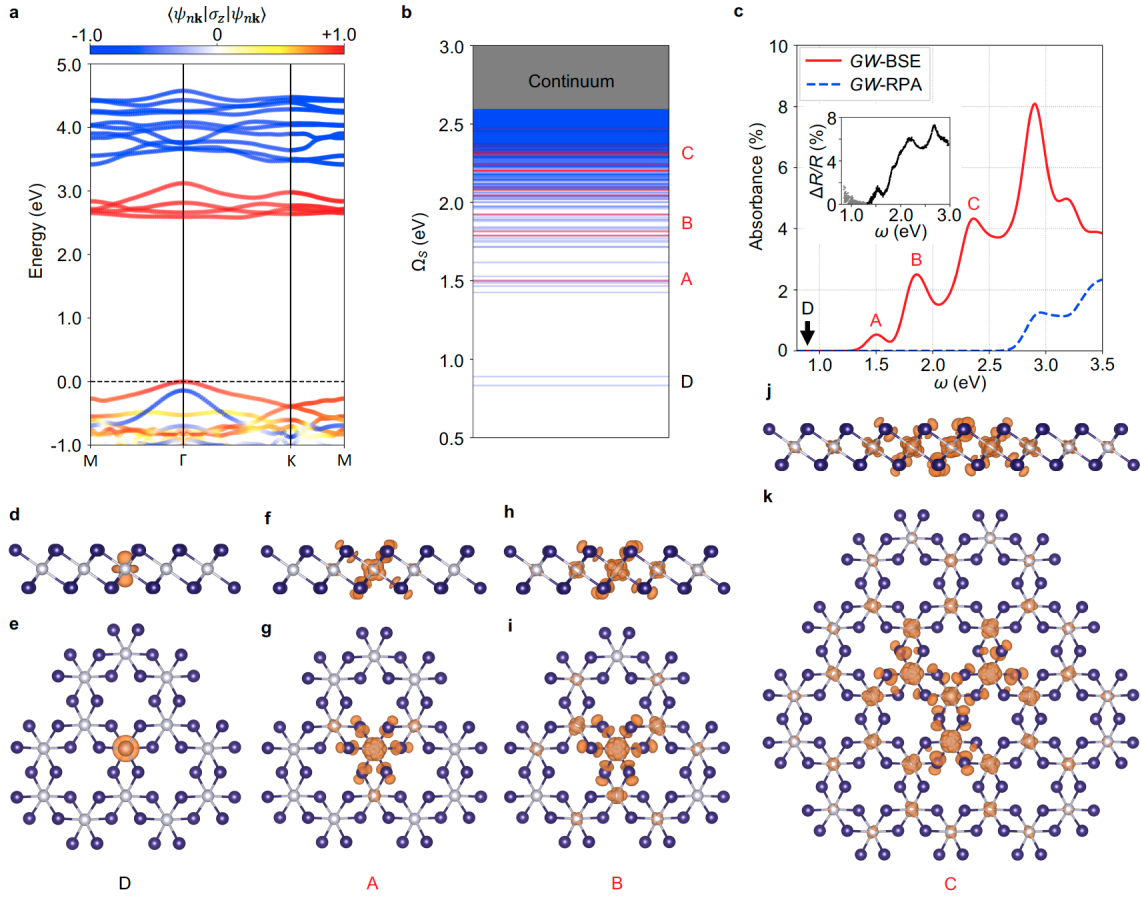 a
⟨ψnk|σz|ψnk⟩
-1.0 0 +1.0
5.0
4.0
3.0
2.0
1.0
0.0
-1.0
Energy (eV)
M Γ K M
b
3.0
2.5
2.0
1.5
1.0
0.5
ΩS (eV)
Continuum
C
B
A
D
c
GW-BSE
GW-RPA
10
8
6
4
2
0
Absorbance (%)
8
4
0
ΔR/R (%)
1.0 2.0 3.0
ω (eV)
D
A
B
C
1.0 1.5 2.0 2.5 3.0 3.5
ω (eV)
j
d
f
h
k
e
g
i
D
A
B
C